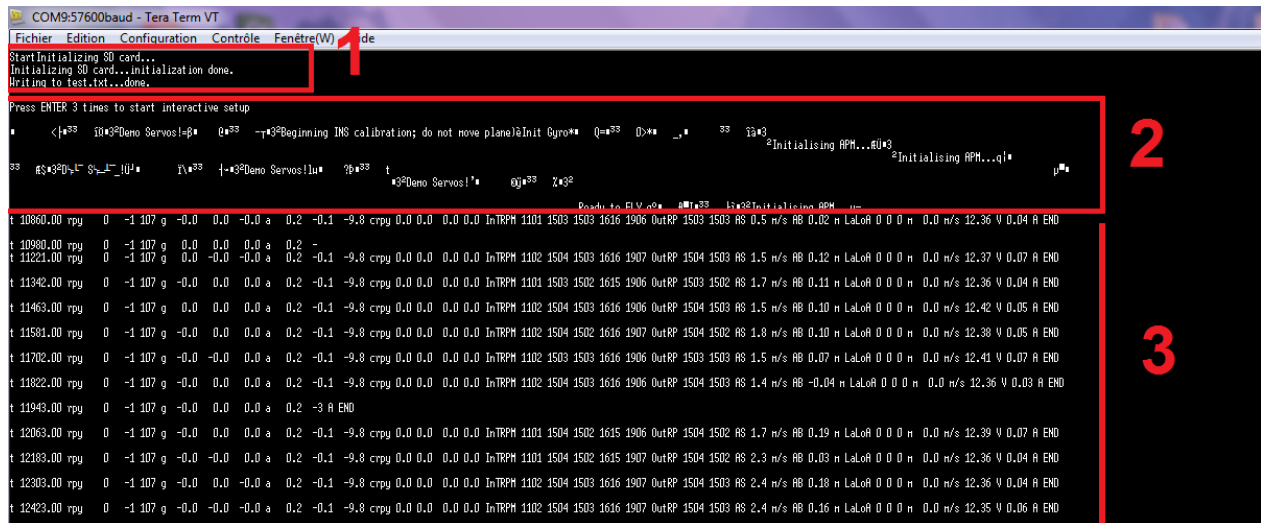 COM9:57600baud - Tera Term VT
Fichier Edition Configuration Contrôle Fenêtre(W) ide
StartInitializing SD card...
Initializing SD card...initialization done.
Writing to test.txt...done.
1
Press ENTER 3 times to start interactive setup
Demo Servos! Beginning INS calibration; do not move plane Init Gyro
Initialising APM...
Initialising APM...
Demo Servos!
Demo Servos!
Ready to FLY Initialising APM
2
t 10860.00 rpy 0 -1 107 g 0.0 0.0 0.0 a 0.2 -0.1 -9.8 crpy 0.0 0.0 0.0 0.0 InTRPM 1101 1503 1503 1616 1906 OutRP 1503 1503 AS 0.5 m/s AB 0.02 m LaLoA 0 0 0 m 0.0 m/s 12.36 V 0.04 A END
t 10980.00 rpy 0 -1 107 g 0.0 0.0 0.0 a 0.2 -
t 11221.00 rpy 0 -1 107 g 0.0 -0.0 -0.0 a 0.2 -0.1 -9.8 crpy 0.0 0.0 0.0 0.0 InTRPM 1102 1504 1503 1616 1907 OutRP 1504 1503 AS 1.5 m/s AB 0.12 m LaLoA 0 0 0 m 0.0 m/s 12.37 V 0.07 A END
t 11342.00 rpy 0 -1 107 g -0.0 0.0 0.0 a 0.2 -0.1 -9.8 crpy 0.0 0.0 0.0 0.0 InTRPM 1101 1503 1502 1615 1906 OutRP 1503 1502 AS 1.7 m/s AB 0.11 m LaLoA 0 0 0 m 0.0 m/s 12.36 V 0.04 A END
t 11463.00 rpy 0 -1 107 g 0.0 0.0 -0.0 a 0.2 -0.1 -9.8 crpy 0.0 0.0 0.0 0.0 InTRPM 1102 1503 1503 1616 1906 OutRP 1503 1503 AS 1.5 m/s AB 0.10 m LaLoA 0 0 0 m 0.0 m/s 12.42 V 0.05 A END
t 11581.00 rpy 0 -1 107 g -0.0 0.0 -0.0 a 0.2 -0.1 -9.8 crpy 0.0 0.0 0.0 0.0 InTRPM 1102 1504 1502 1616 1907 OutRP 1504 1502 AS 1.8 m/s AB 0.10 m LaLoA 0 0 0 m 0.0 m/s 12.38 V 0.05 A END
t 11702.00 rpy 0 -1 107 g -0.0 -0.0 0.0 a 0.2 -0.1 -9.8 crpy 0.0 0.0 0.0 0.0 InTRPM 1102 1503 1503 1616 1906 OutRP 1503 1503 AS 1.5 m/s AB 0.07 m LaLoA 0 0 0 m 0.0 m/s 12.41 V 0.07 A END
t 11822.00 rpy 0 -1 107 g -0.0 0.0 -0.0 a 0.2 -0.1 -9.8 crpy 0.0 0.0 0.0 0.0 InTRPM 1102 1504 1503 1616 1906 OutRP 1504 1503 AS 1.4 m/s AB -0.04 m LaLoA 0 0 0 m 0.0 m/s 12.36 V 0.03 A END
t 11943.00 rpy 0 -1 107 g -0.0 0.0 0.0 a 0.2 -3 A END
t 12063.00 rpy 0 -1 107 g -0.0 0.0 0.0 a 0.2 -0.1 -9.8 crpy 0.0 0.0 0.0 0.0 InTRPM 1101 1504 1502 1615 1906 OutRP 1504 1502 AS 1.7 m/s AB 0.19 m LaLoA 0 0 0 m 0.0 m/s 12.39 V 0.07 A END
t 12183.00 rpy 0 -1 107 g -0.0 0.0 -0.0 a 0.2 -0.1 -9.8 crpy 0.0 0.0 0.0 0.0 InTRPM 1101 1504 1502 1615 1907 OutRP 1504 1502 AS 2.3 m/s AB 0.03 m LaLoA 0 0 0 m 0.0 m/s 12.36 V 0.04 A END
t 12303.00 rpy 0 -1 107 g -0.0 0.0 -0.0 a 0.2 -0.1 -9.8 crpy 0.0 0.0 0.0 0.0 InTRPM 1102 1504 1503 1616 1907 OutRP 1504 1503 AS 2.4 m/s AB 0.18 m LaLoA 0 0 0 m 0.0 m/s 12.36 V 0.04 A END
t 12423.00 rpy 0 -1 107 g -0.0 -0.0 -0.0 a 0.2 -0.1 -9.8 crpy 0.0 0.0 0.0 0.0 InTRPM 1102 1504 1503 1616 1907 OutRP 1504 1503 AS 2.4 m/s AB 0.16 m LaLoA 0 0 0 m 0.0 m/s 12.35 V 0.06 A END
3